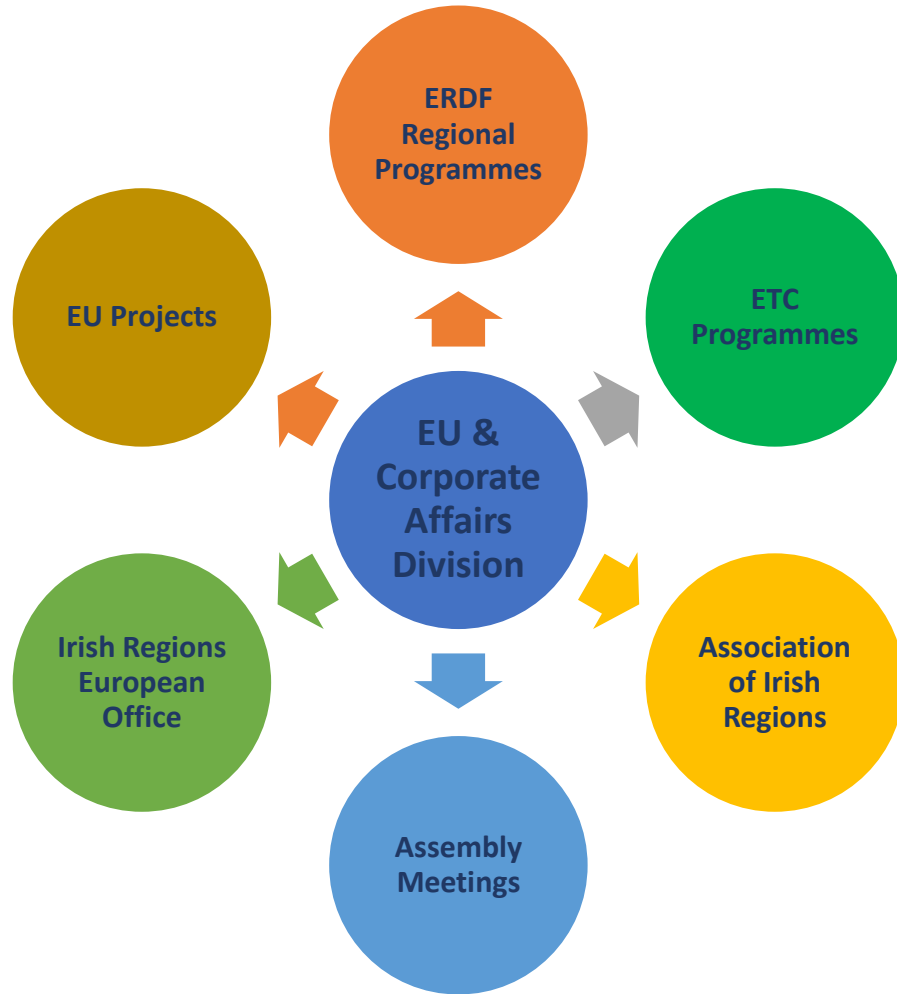 ERDF
Regional
Programmes
EU Projects
ETC
Programmes
EU &
Corporate
Affairs
Division
Irish Regions
European
Office
Association
of Irish
Regions
Assembly
Meetings